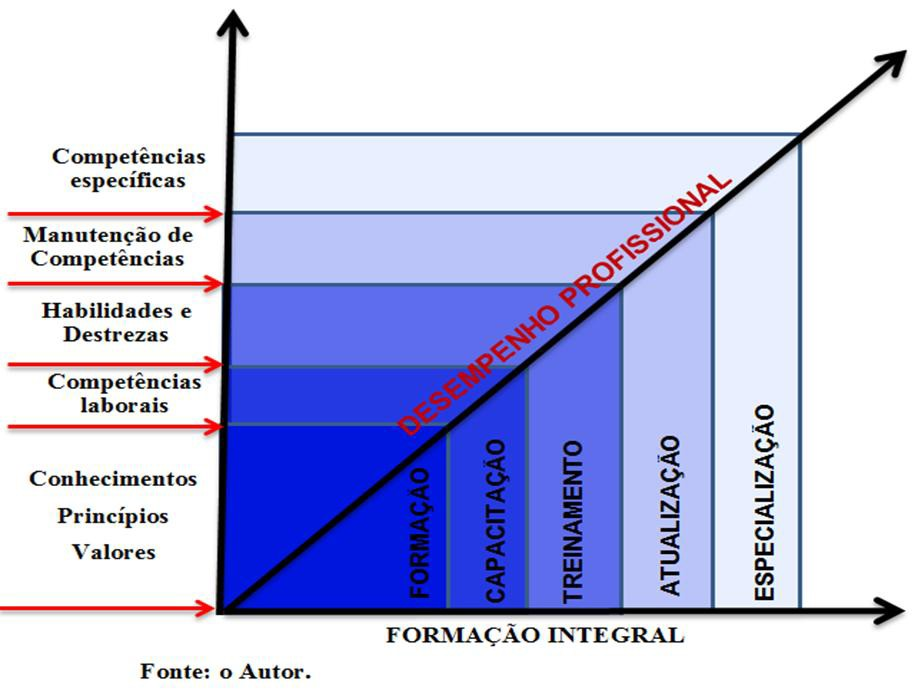 Competências
específicas
Manutenção de
Competências
Habilidades e
Destrezas
Competências
laborais
Conhecimentos
Princípios
Valores
DESEMPENHO PROFISSIONAL
FORMAÇÃO
CAPACITAÇÃO
TREINAMENTO
ATUALIZAÇÃO
ESPECIALIZAÇÃO
FORMAÇÃO INTEGRAL
Fonte: o Autor.